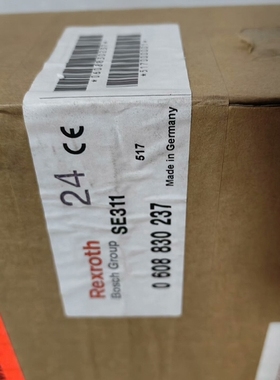 Rexroth
Bosch Group
24
CE
SE311
517
0 608 830 237
Made in Germany